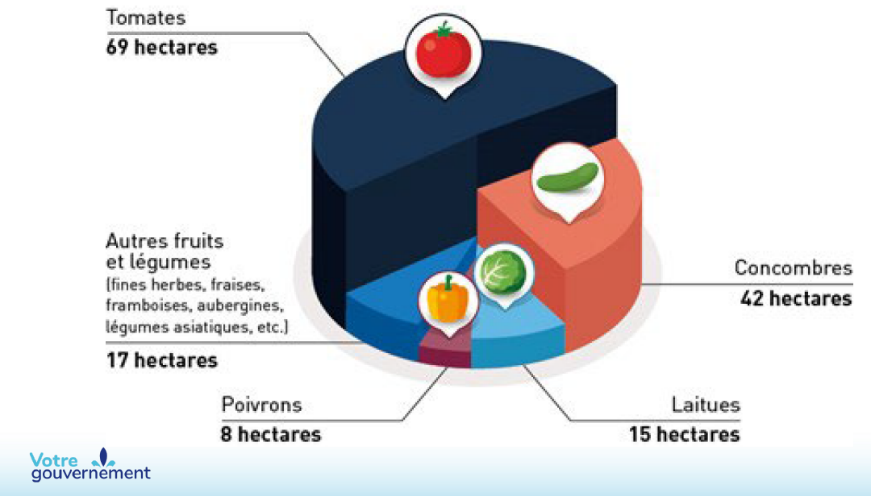 Tomates
69 hectares
Autres fruits
et légumes
(fines herbes, fraises,
framboises, aubergines,
légumes asiatiques, etc.)
17 hectares
Concombres
42 hectares
Poivrons
8 hectares
Laitues
15 hectares
Votre
gouvernement